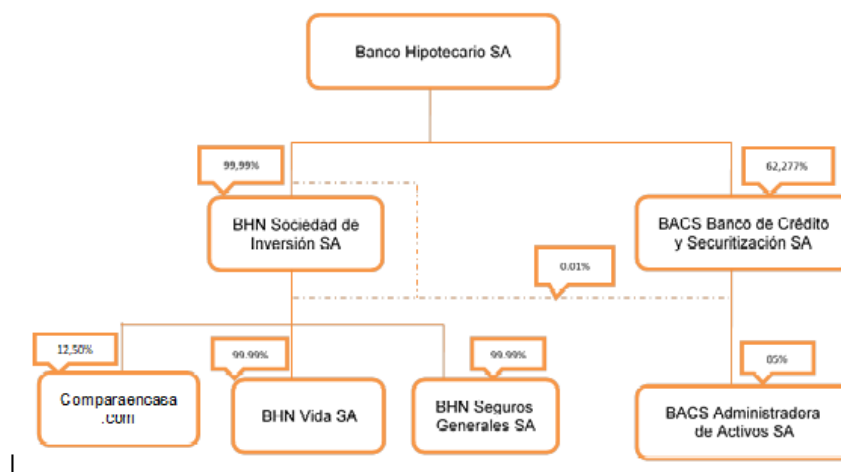 Banco Hipotecario SA
99,99%
62,277%
BHN Sociedad de
Inversión SA
BACS Banco de Crédito
y Securitización SA
0.01%
12,50%
99.99%
99.99%
85%
Comparaencasa
.com
BHN Vida SA
BHN Seguros
Generales SA
BACS Administradora
de Activos SA